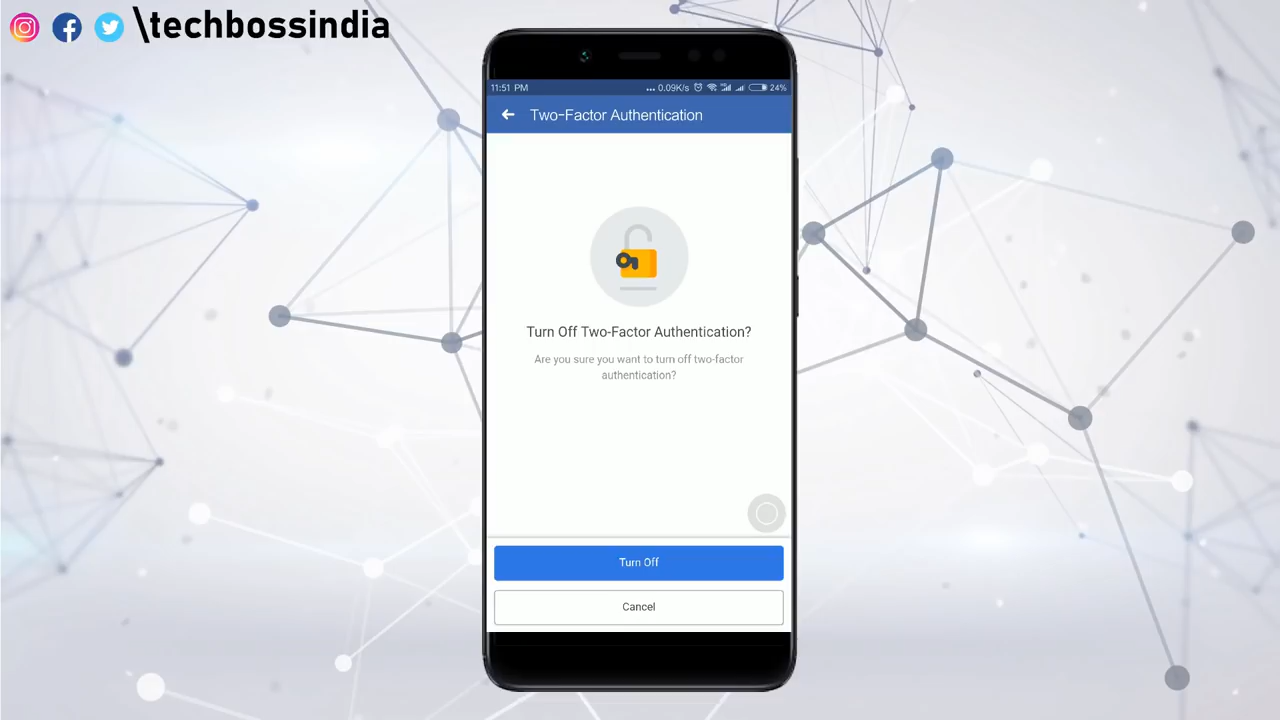 \techbossindia
11:51 PM ... 0.09K/s 24%
Two-Factor Authentication
Turn Off Two-Factor Authentication?
Are you sure you want to turn off two-factor
authentication?
Turn Off
Cancel